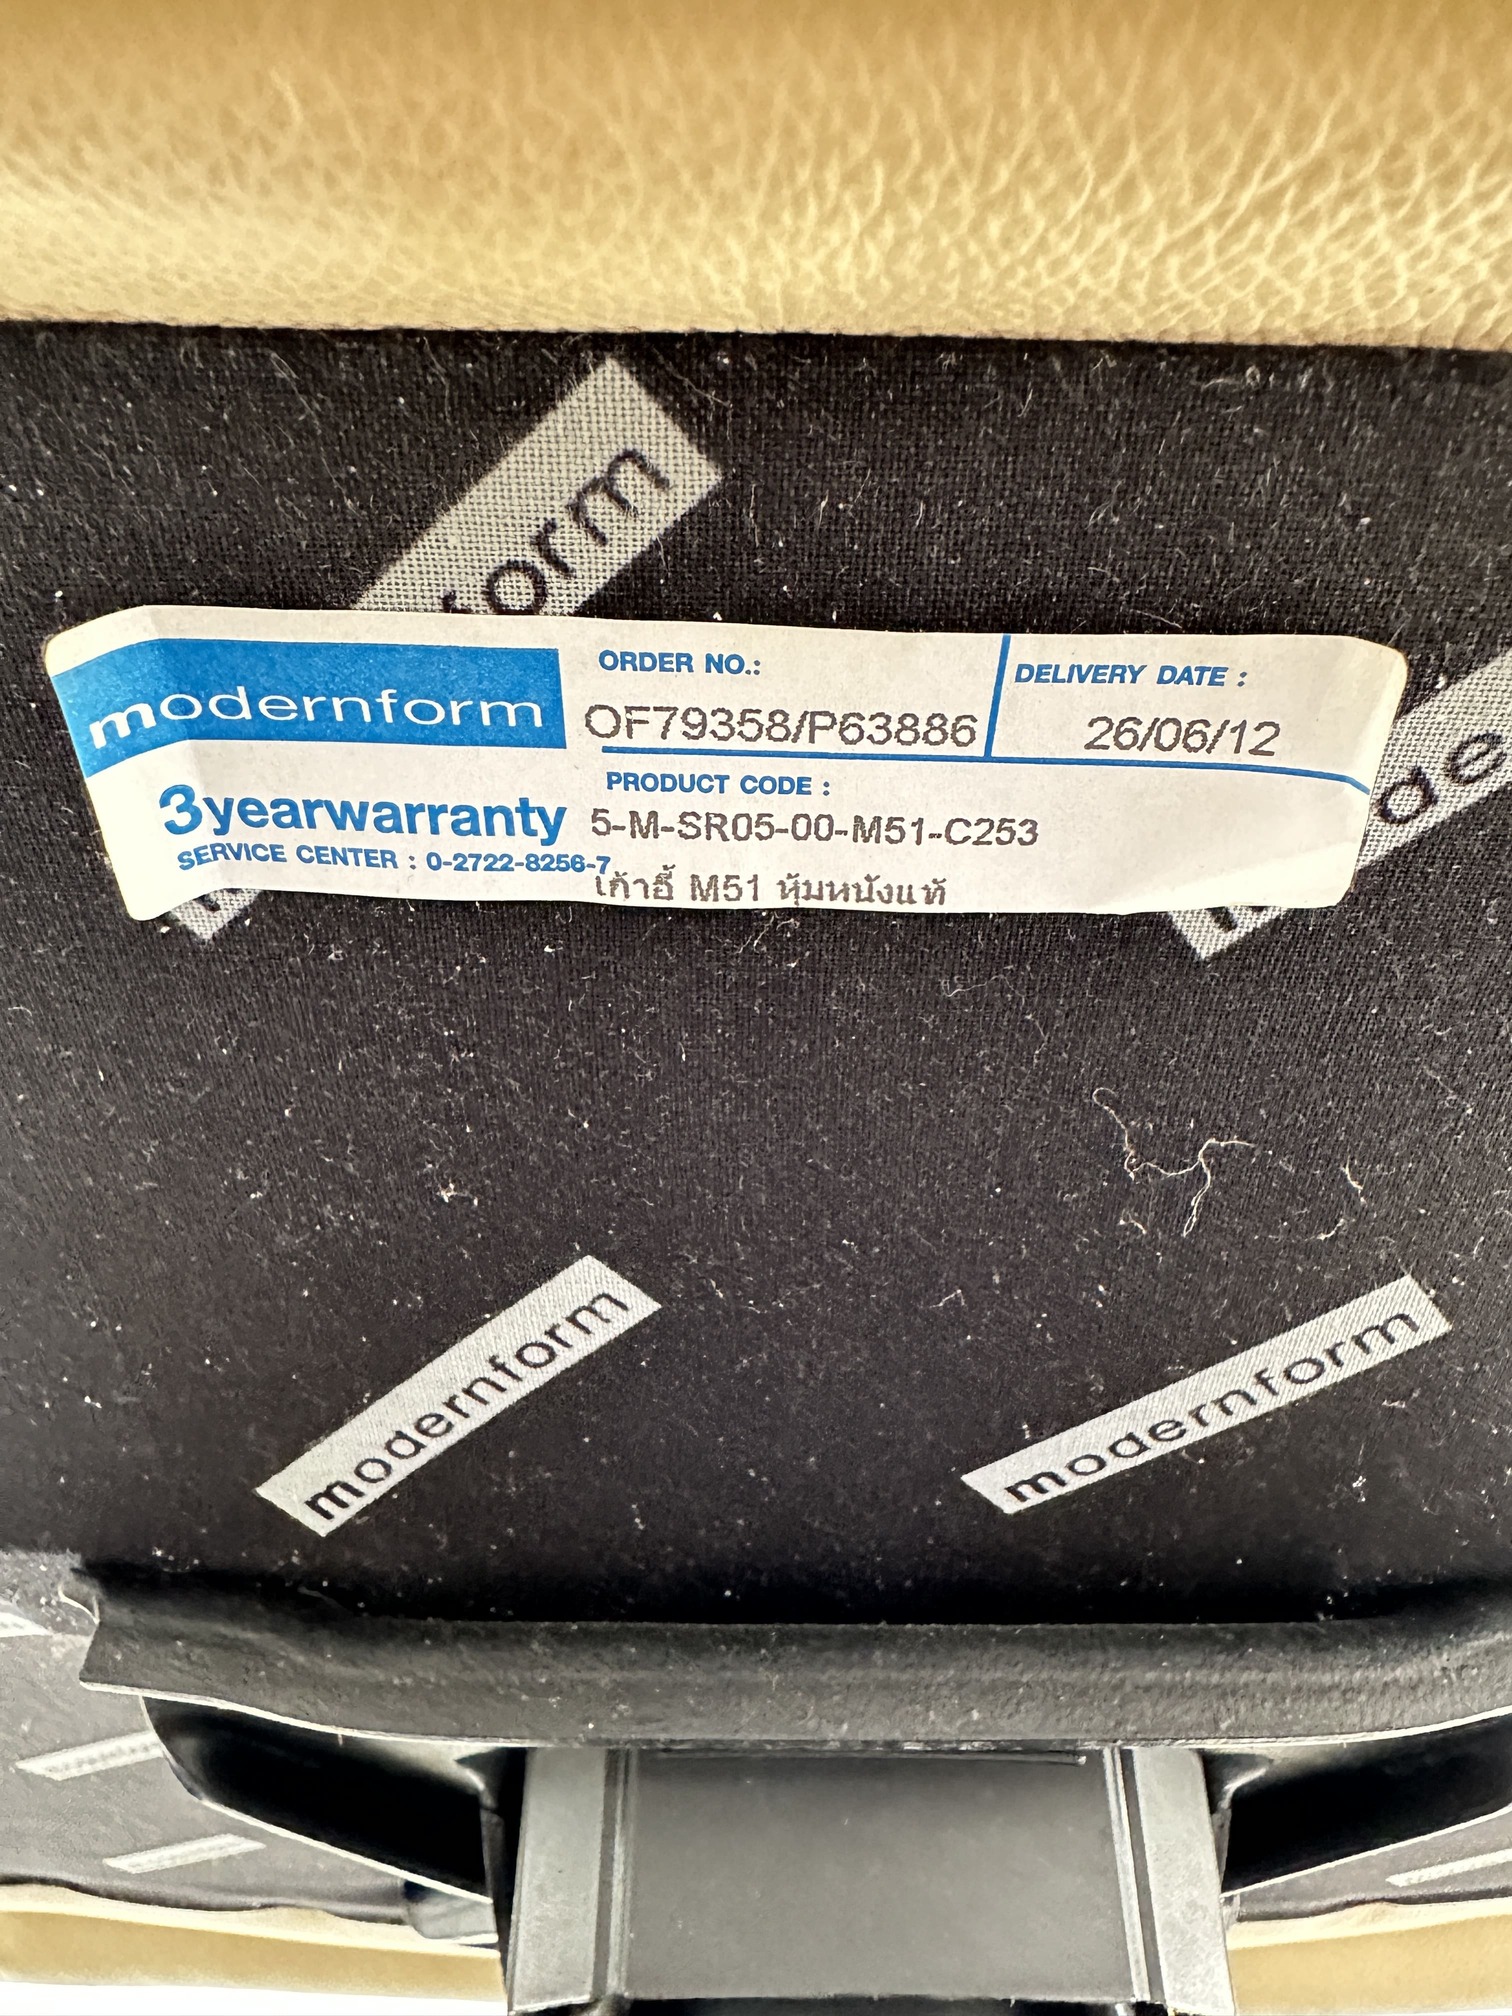 form
modernform
ORDER NO.:
OF79358/P63886
DELIVERY DATE :
26/06/12
3yearwarranty
SERVICE CENTER : 0-2722-8256-7
PRODUCT CODE :
5-M-SR05-00-M51-C253
เก้าอี้ M51 หุ้มหนังแท้
modernform
modernform